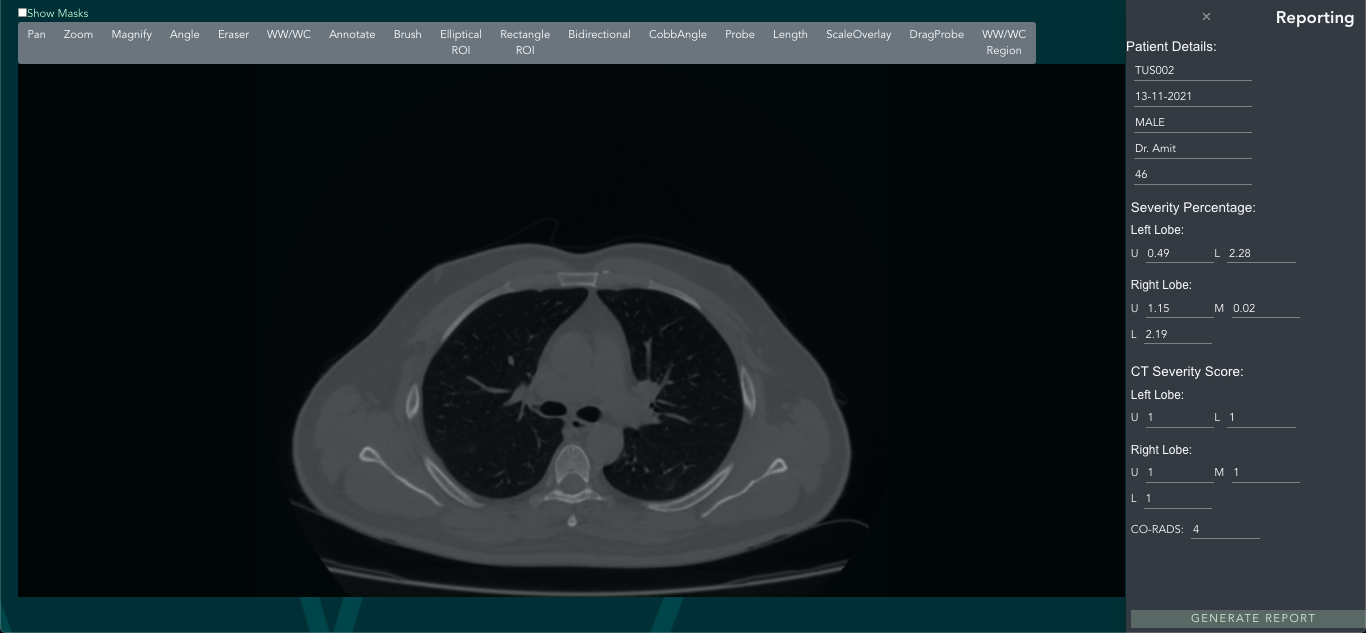 Show Masks
Pan Zoom Magnify Angle Eraser WW/WC Annotate Brush Elliptical ROI Rectangle ROI Bidirectional CobbAngle Probe Length ScaleOverlay DragProbe WW/WC Region
× Reporting
Patient Details:
TUS002
13-11-2021
MALE
Dr. Amit
46
Severity Percentage:
Left Lobe:
U 0.49 L 2.28
Right Lobe:
U 1.15 M 0.02
L 2.19
CT Severity Score:
Left Lobe:
U 1 L 1
Right Lobe:
U 1 M 1
L 1
CO-RADS: 4
GENERATE REPORT